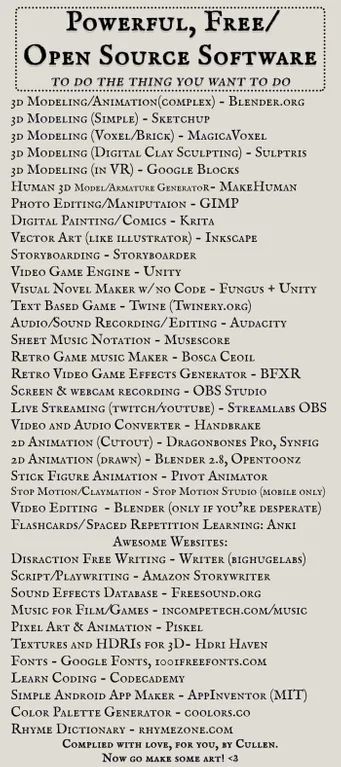 Powerful, Free/
Open Source Software
to do the thing you want to do
3d Modeling/Animation(complex) - Blender.org
3d Modeling (Simple) - Sketchup
3d Modeling (Voxel/Brick) - MagicaVoxel
3d Modeling (Digital Clay Sculpting) - Sulptris
3d Modeling (in VR) - Google Blocks
Human 3d Model/Armature Generator- MakeHuman
Photo Editing/Maniputaion - GIMP
Digital Painting/Comics - Krita
Vector Art (like illustrator) - Inkscape
Storyboarding - Storyboarder
Video Game Engine - Unity
Visual Novel Maker w/no Code - Fungus + Unity
Text Based Game - Twine (Twinery.org)
Audio/Sound Recording/Editing - Audacity
Sheet Music Notation - Musescore
Retro Game music Maker - Bosca Ceoil
Retro Video Game Effects Generator - BFXR
Screen & webcam recording - OBS Studio
Live Streaming (twitch/youtube) - Streamlabs OBS
Video and Audio Converter - Handbrake
2d Animation (Cutout) - Dragonbones Pro, Synfig
2d Animation (drawn) - Blender 2.8, Opentoonz
Stick Figure Animation - Pivot Animator
Stop Motion/Claymation - Stop Motion Studio (mobile only)
Video Editing - Blender (only if you're desperate)
Flashcards/Spaced Repetition Learning: Anki
Awesome Websites:
Disraction Free Writing - Writer (bighugelabs)
Script/Playwriting - Amazon Storywriter
Sound Effects Database - Freesound.org
Music for Film/Games - incompetech.com/music
Pixel Art & Animation - Piskel
Textures and HDRIs for 3D- Hdri Haven
Fonts - Google Fonts, 1001freefonts.com
Learn Coding - Codecademy
Simple Android App Maker - AppInventor (MIT)
Color Palette Generator - coolors.co
Rhyme Dictionary - rhymezone.com
Complied with love, for you, by Cullen.
Now go make some art! <3